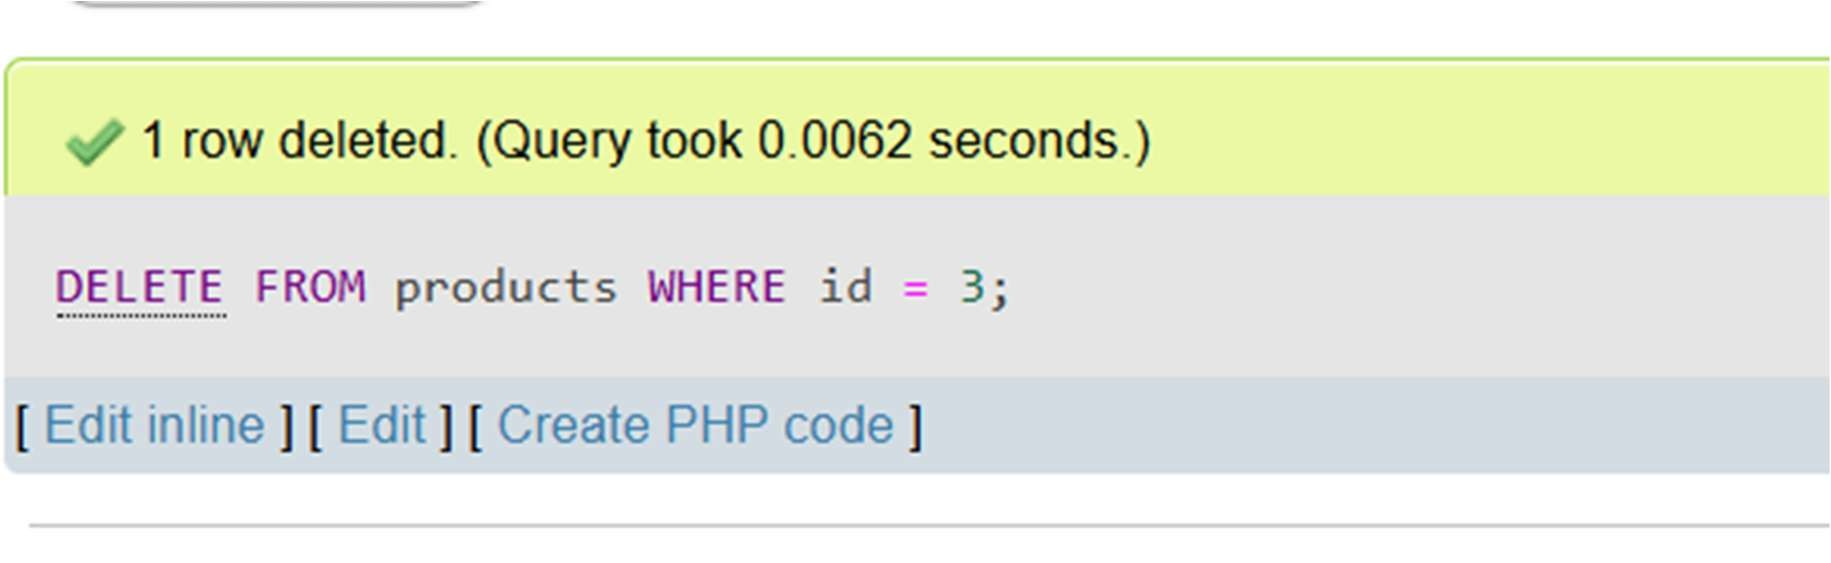 1 row deleted. (Query took 0.0062 seconds.)
DELETE FROM products WHERE id = 3;
[ Edit inline ] [ Edit ] [ Create PHP code ]